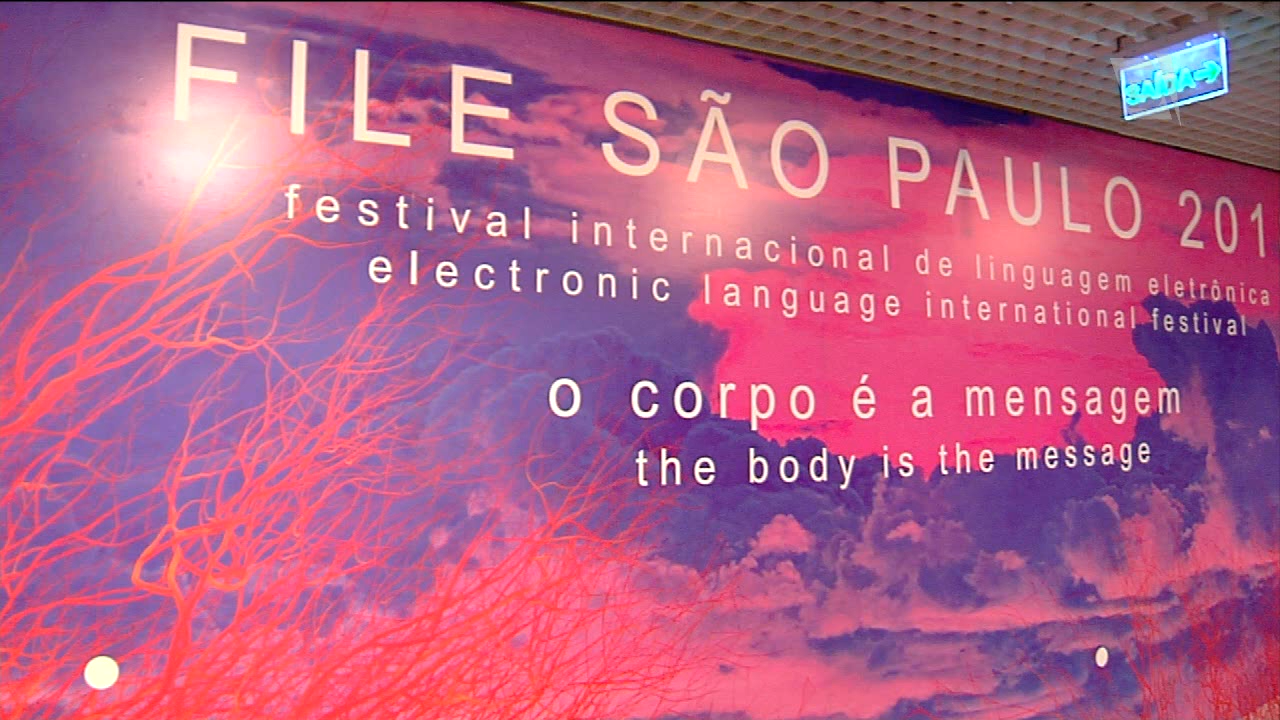 FILE SÃO PAULO 201
festival internacional de linguagem eletrônica
electronic language international festival
o corpo é a mensagem
the body is the message
SAÍDA